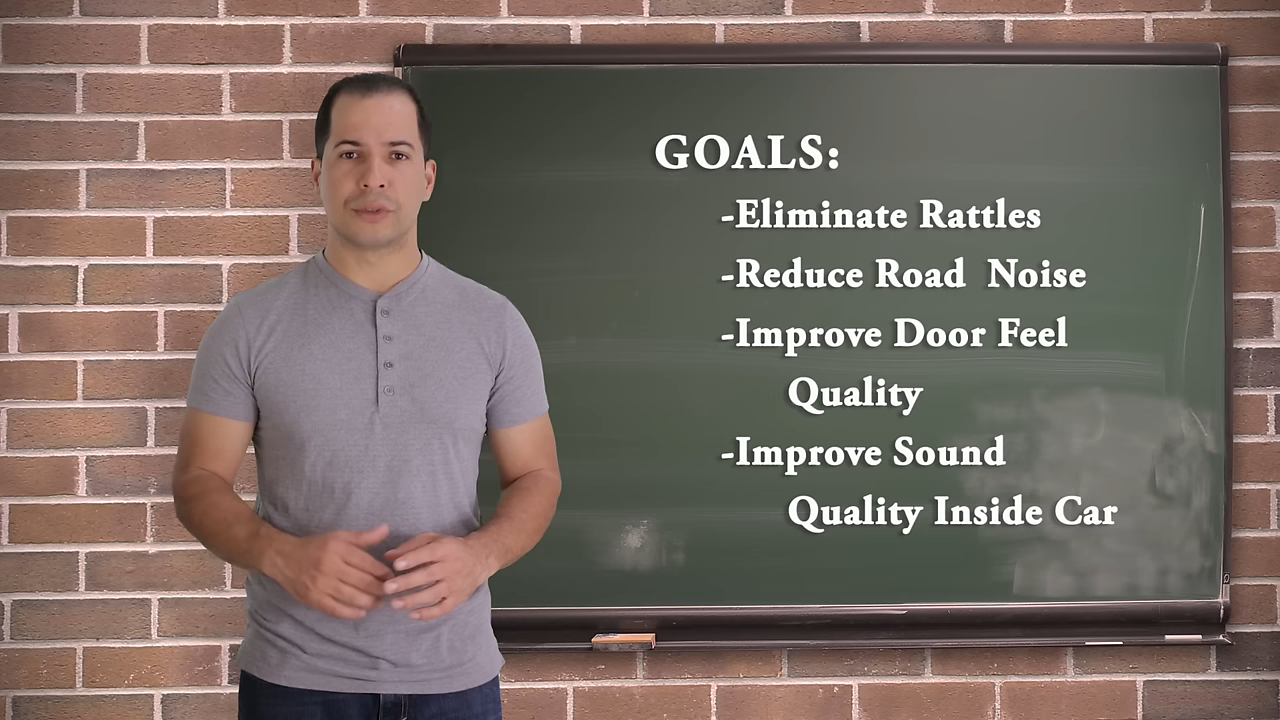 GOALS:
-Eliminate Rattles
-Reduce Road  Noise
-Improve Door Feel
Quality
-Improve Sound
Quality Inside Car